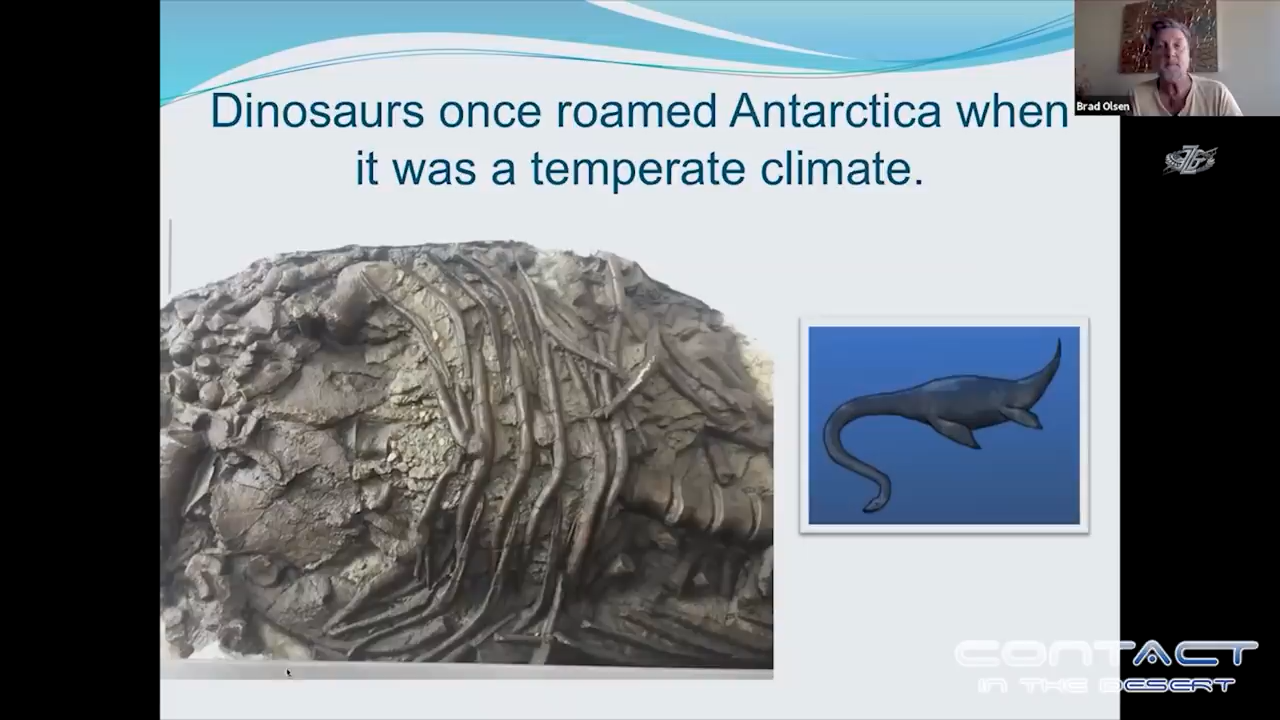 Dinosaurs once roamed Antarctica when
it was a temperate climate.
Brad Olsen
CONTACT
IN THE DESERT